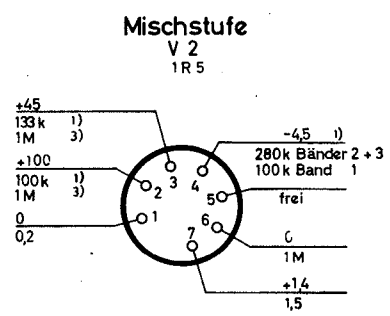 Mischstufe
V 2
1R5
+45
133k 1)
1M 3)
+100
100k 1)
1M 3)
0
0,2
-4,5 1)
280k Bänder 2+3
100k Band 1
frei
0
1M
+1,4
1,5
1
2
3
4
5
6
7